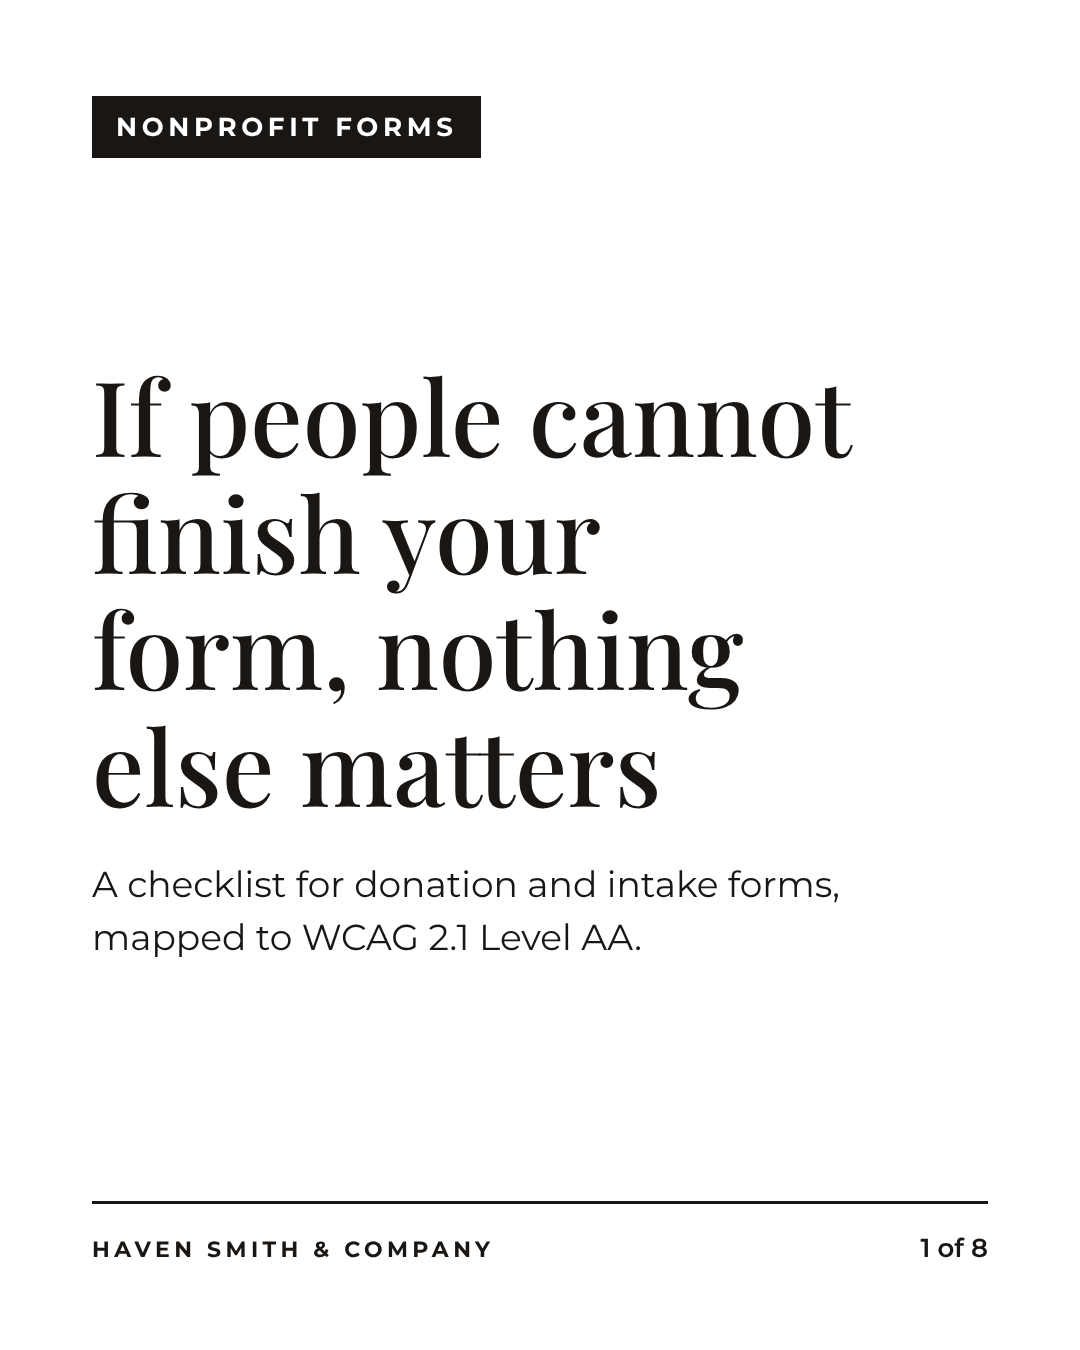 NONPROFIT FORMS
If people cannot
finish your
form, nothing
else matters
A checklist for donation and intake forms,
mapped to WCAG 2.1 Level AA.
HAVEN SMITH & COMPANY
1 of 8